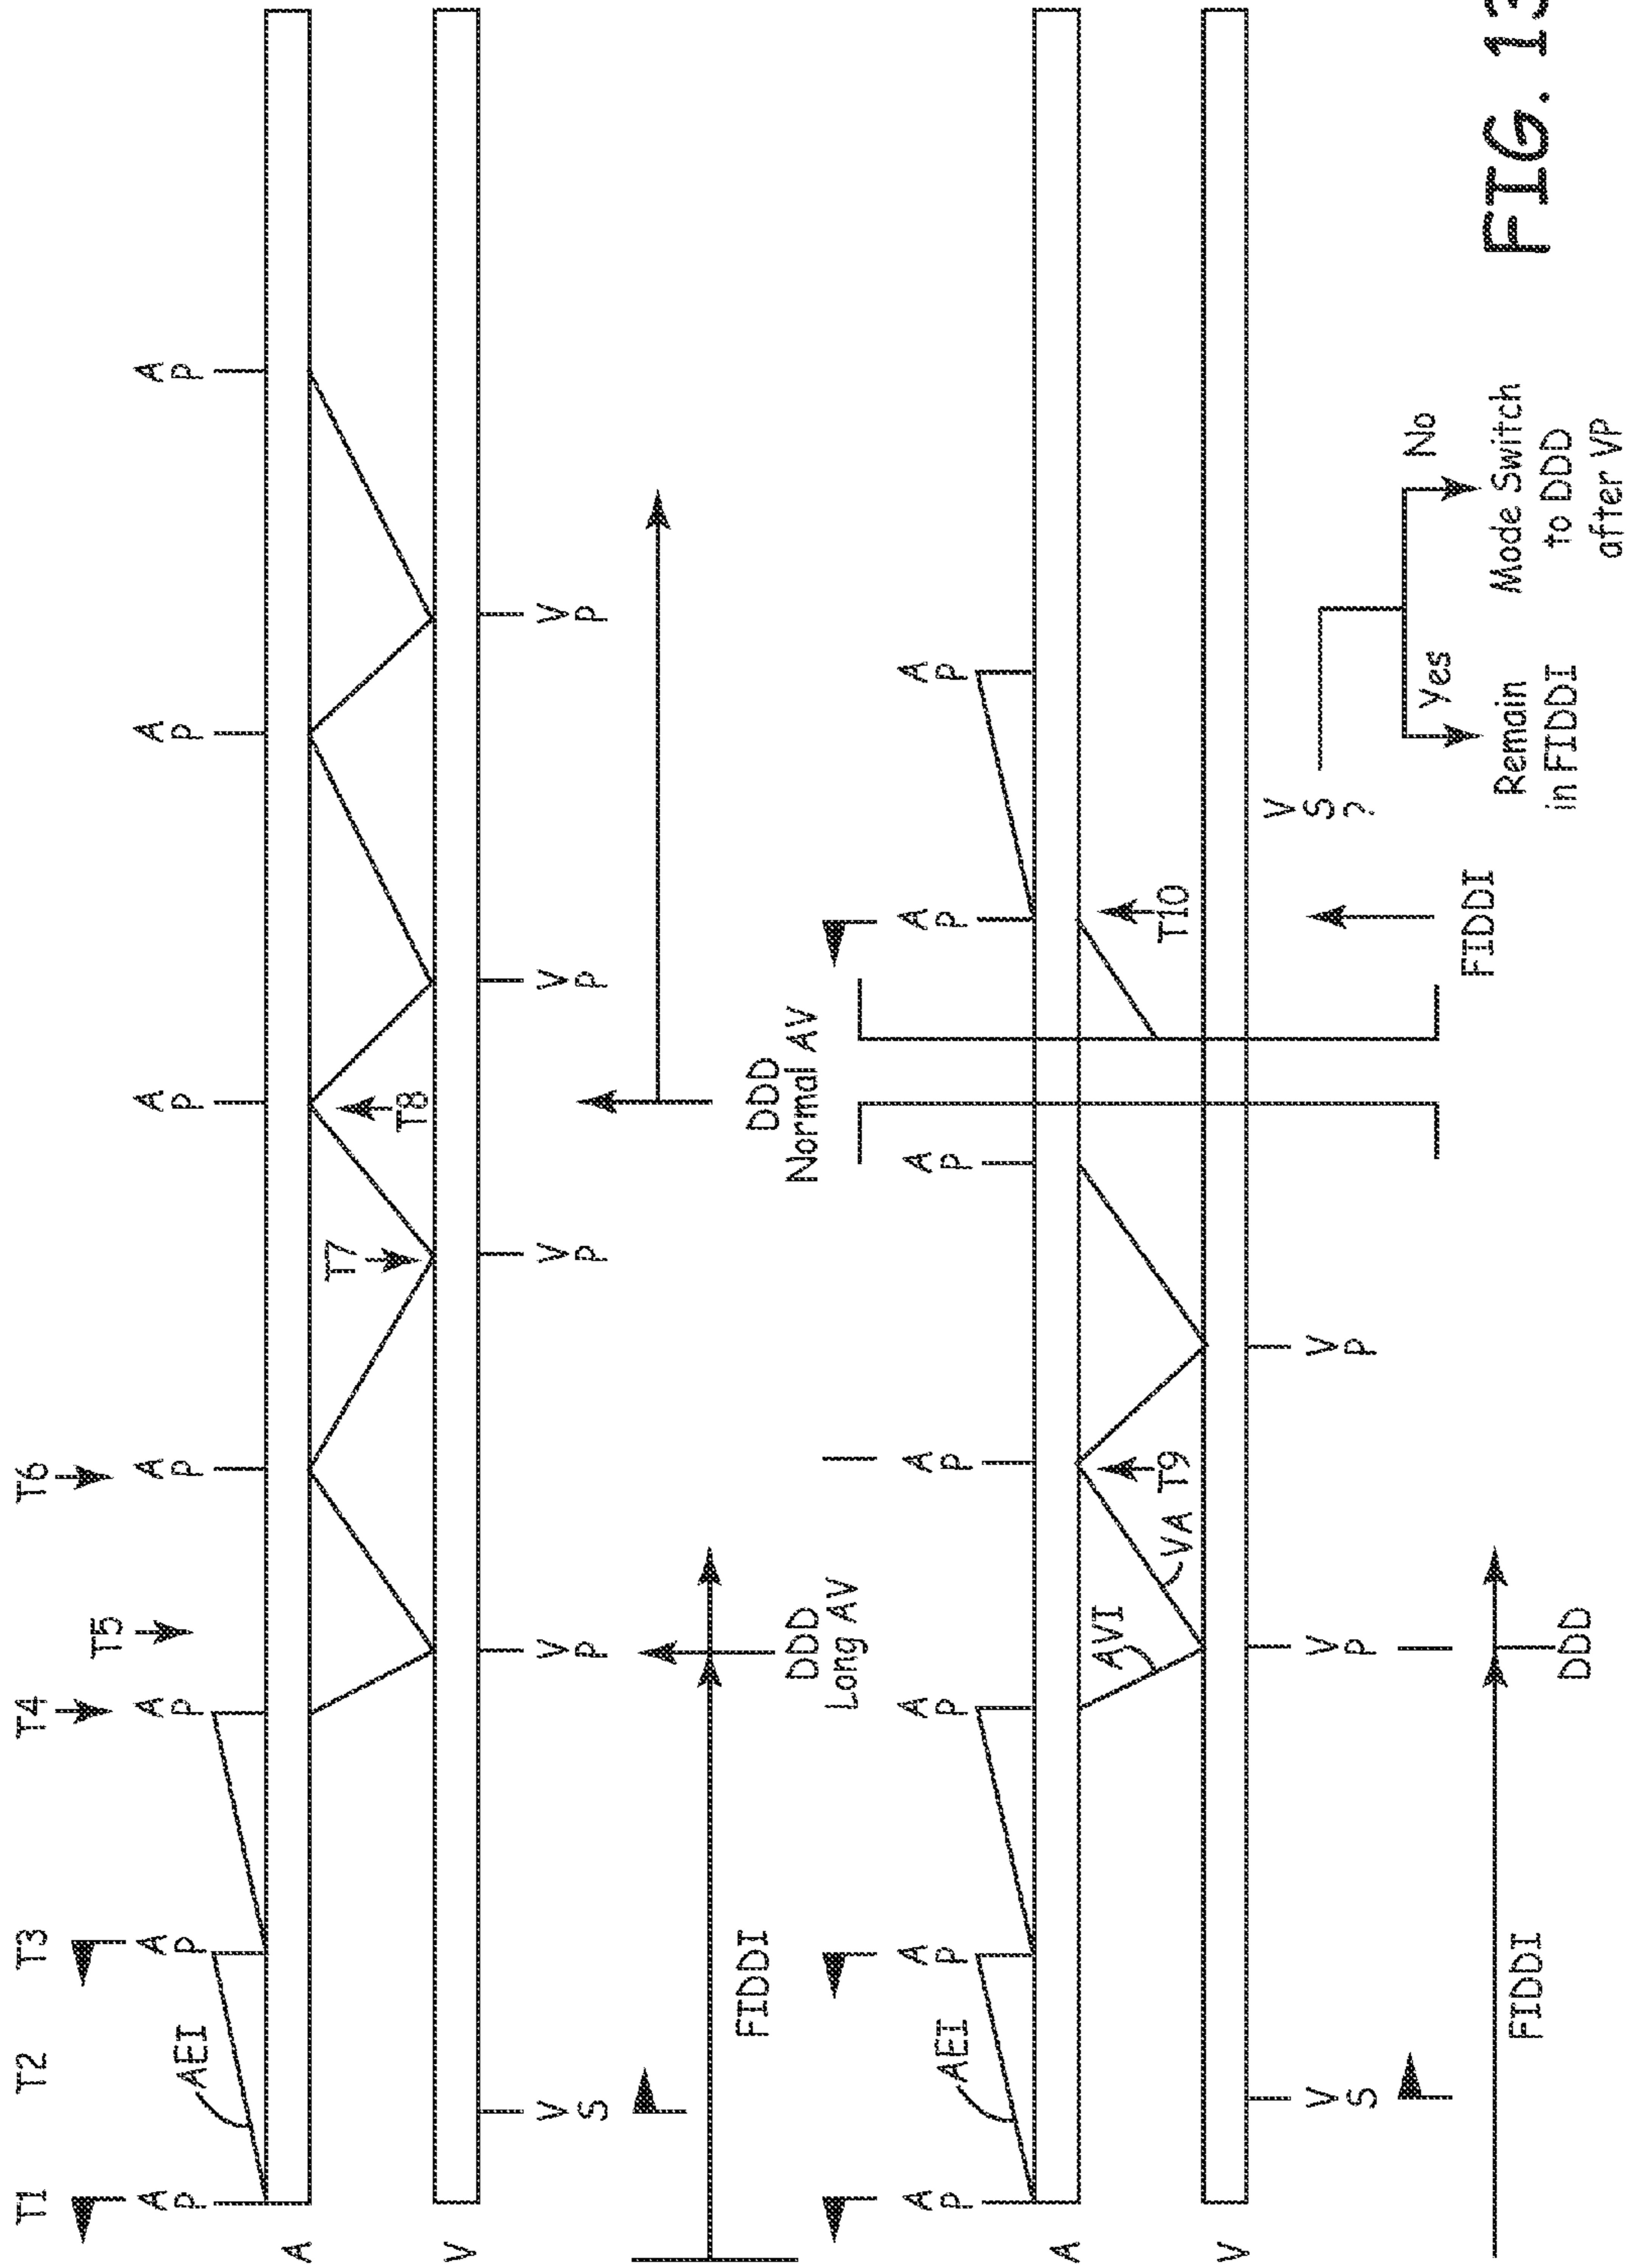 T1 T2 T3 T4 T6
T5
A A A A A A A
P P P P P P P
AEI
A
T7
T8
V
V V V V V
S P P P P
FIDDI
DDD
Long AV
DDD
Normal AV
A A A A A A A
P P P P P P P
AEI
A
AVI
VA
T9
T10
V
V V V V
S P P S
?
Yes
No
FIDDI
DDD
FIDDI
Remain
in FIDDI
Mode Switch
to DDD
after VP
FIG. 13